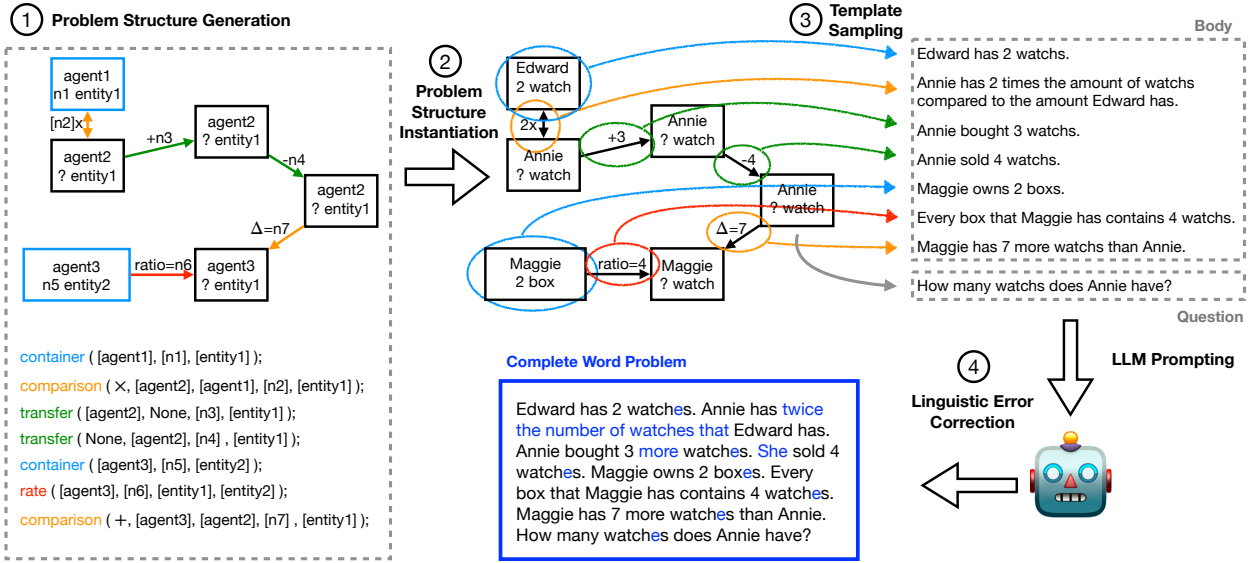 1
Problem Structure Generation
agent1
n1 entity1
[n2]x
agent2
? entity1
+n3
agent2
? entity1
-n4
agent2
? entity1
Δ=n7
agent3
n5 entity2
ratio=n6
agent3
? entity1
container ( [agent1], [n1], [entity1] );
comparison ( ×, [agent2], [agent1], [n2], [entity1] );
transfer ( [agent2], None, [n3], [entity1] );
transfer ( None, [agent2], [n4] , [entity1] );
container ( [agent3], [n5], [entity2] );
rate ( [agent3], [n6], [entity1], [entity2] );
comparison ( +, [agent3], [agent2], [n7] , [entity1] );
2
Problem
Structure
Instantiation
Edward
2 watch
2x
Annie
? watch
+3
Annie
? watch
-4
Annie
? watch
Δ=7
Maggie
2 box
ratio=4
Maggie
? watch
3
Template
Sampling
Body
Edward has 2 watchs.
Annie has 2 times the amount of watchs
compared to the amount Edward has.
Annie bought 3 watchs.
Annie sold 4 watchs.
Maggie owns 2 boxs.
Every box that Maggie has contains 4 watchs.
Maggie has 7 more watchs than Annie.
How many watchs does Annie have?
Question
LLM Prompting
4
Linguistic Error
Correction
Complete Word Problem
Edward has 2 watches. Annie has twice
the number of watches that Edward has.
Annie bought 3 more watches. She sold 4
watches. Maggie owns 2 boxes. Every
box that Maggie has contains 4 watches.
Maggie has 7 more watches than Annie.
How many watches does Annie have?